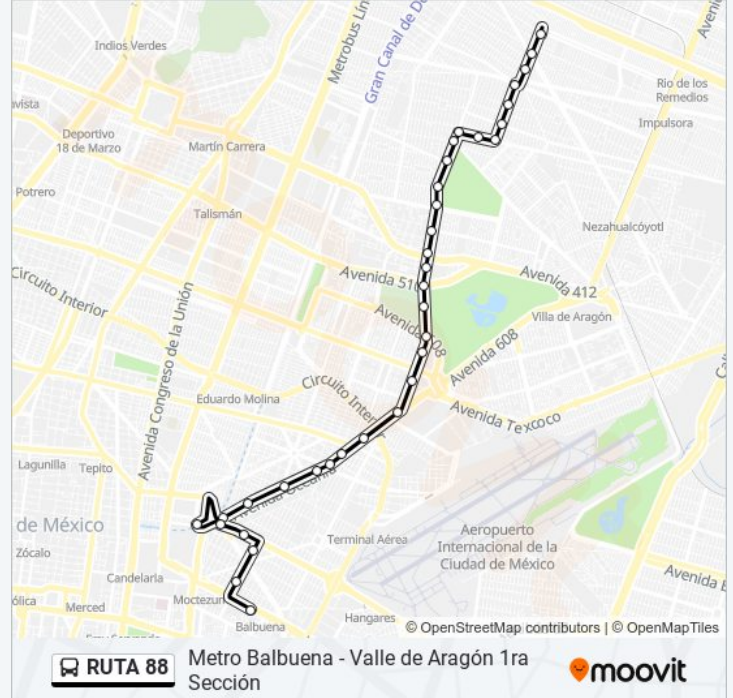 Indios Verdes
Metrobus Lín
Gran Canal de De
Aveni
avista
Río de los
Remedios
Impulsora
Deportivo
18 de Marzo
Martín Carrera
Potrero
Talismán
Nezahualcóyotl
Circuito Interior
Avenida 510
Avenida 412
Villa de Aragón
Avenida 608
Avenida Congreso de la Unión
Circuito Inter
Eduardo Molina
Avenida Texcoco
Lagunilla
Tepito
Avenida Oceanía
de México
Zócalo
Terminal Aérea
Aeropuerto
Internacional de la
Ciudad de México
Candelaria
Avenida
Merced
Moctezum
Balbuena
Hangares
© OpenStreetMap contributors | © OpenMapTiles
RUTA 88
Metro Balbuena - Valle de Aragón 1ra
Sección
moovit